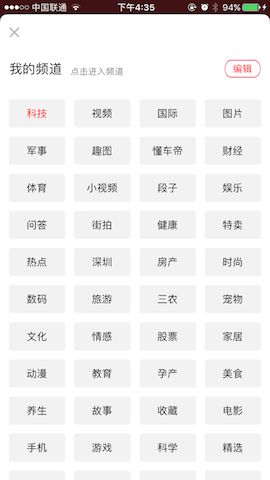 中国联通 下午4:35 94%
我的频道 点击进入频道 编辑
科技 视频 国际 图片
军事 趣图 懂车帝 财经
体育 小视频 段子 娱乐
问答 街拍 健康 特卖
热点 深圳 房产 时尚
数码 旅游 三农 宠物
文化 情感 股票 家居
动漫 教育 孕产 美食
养生 故事 收藏 电影
手机 游戏 科学 精选